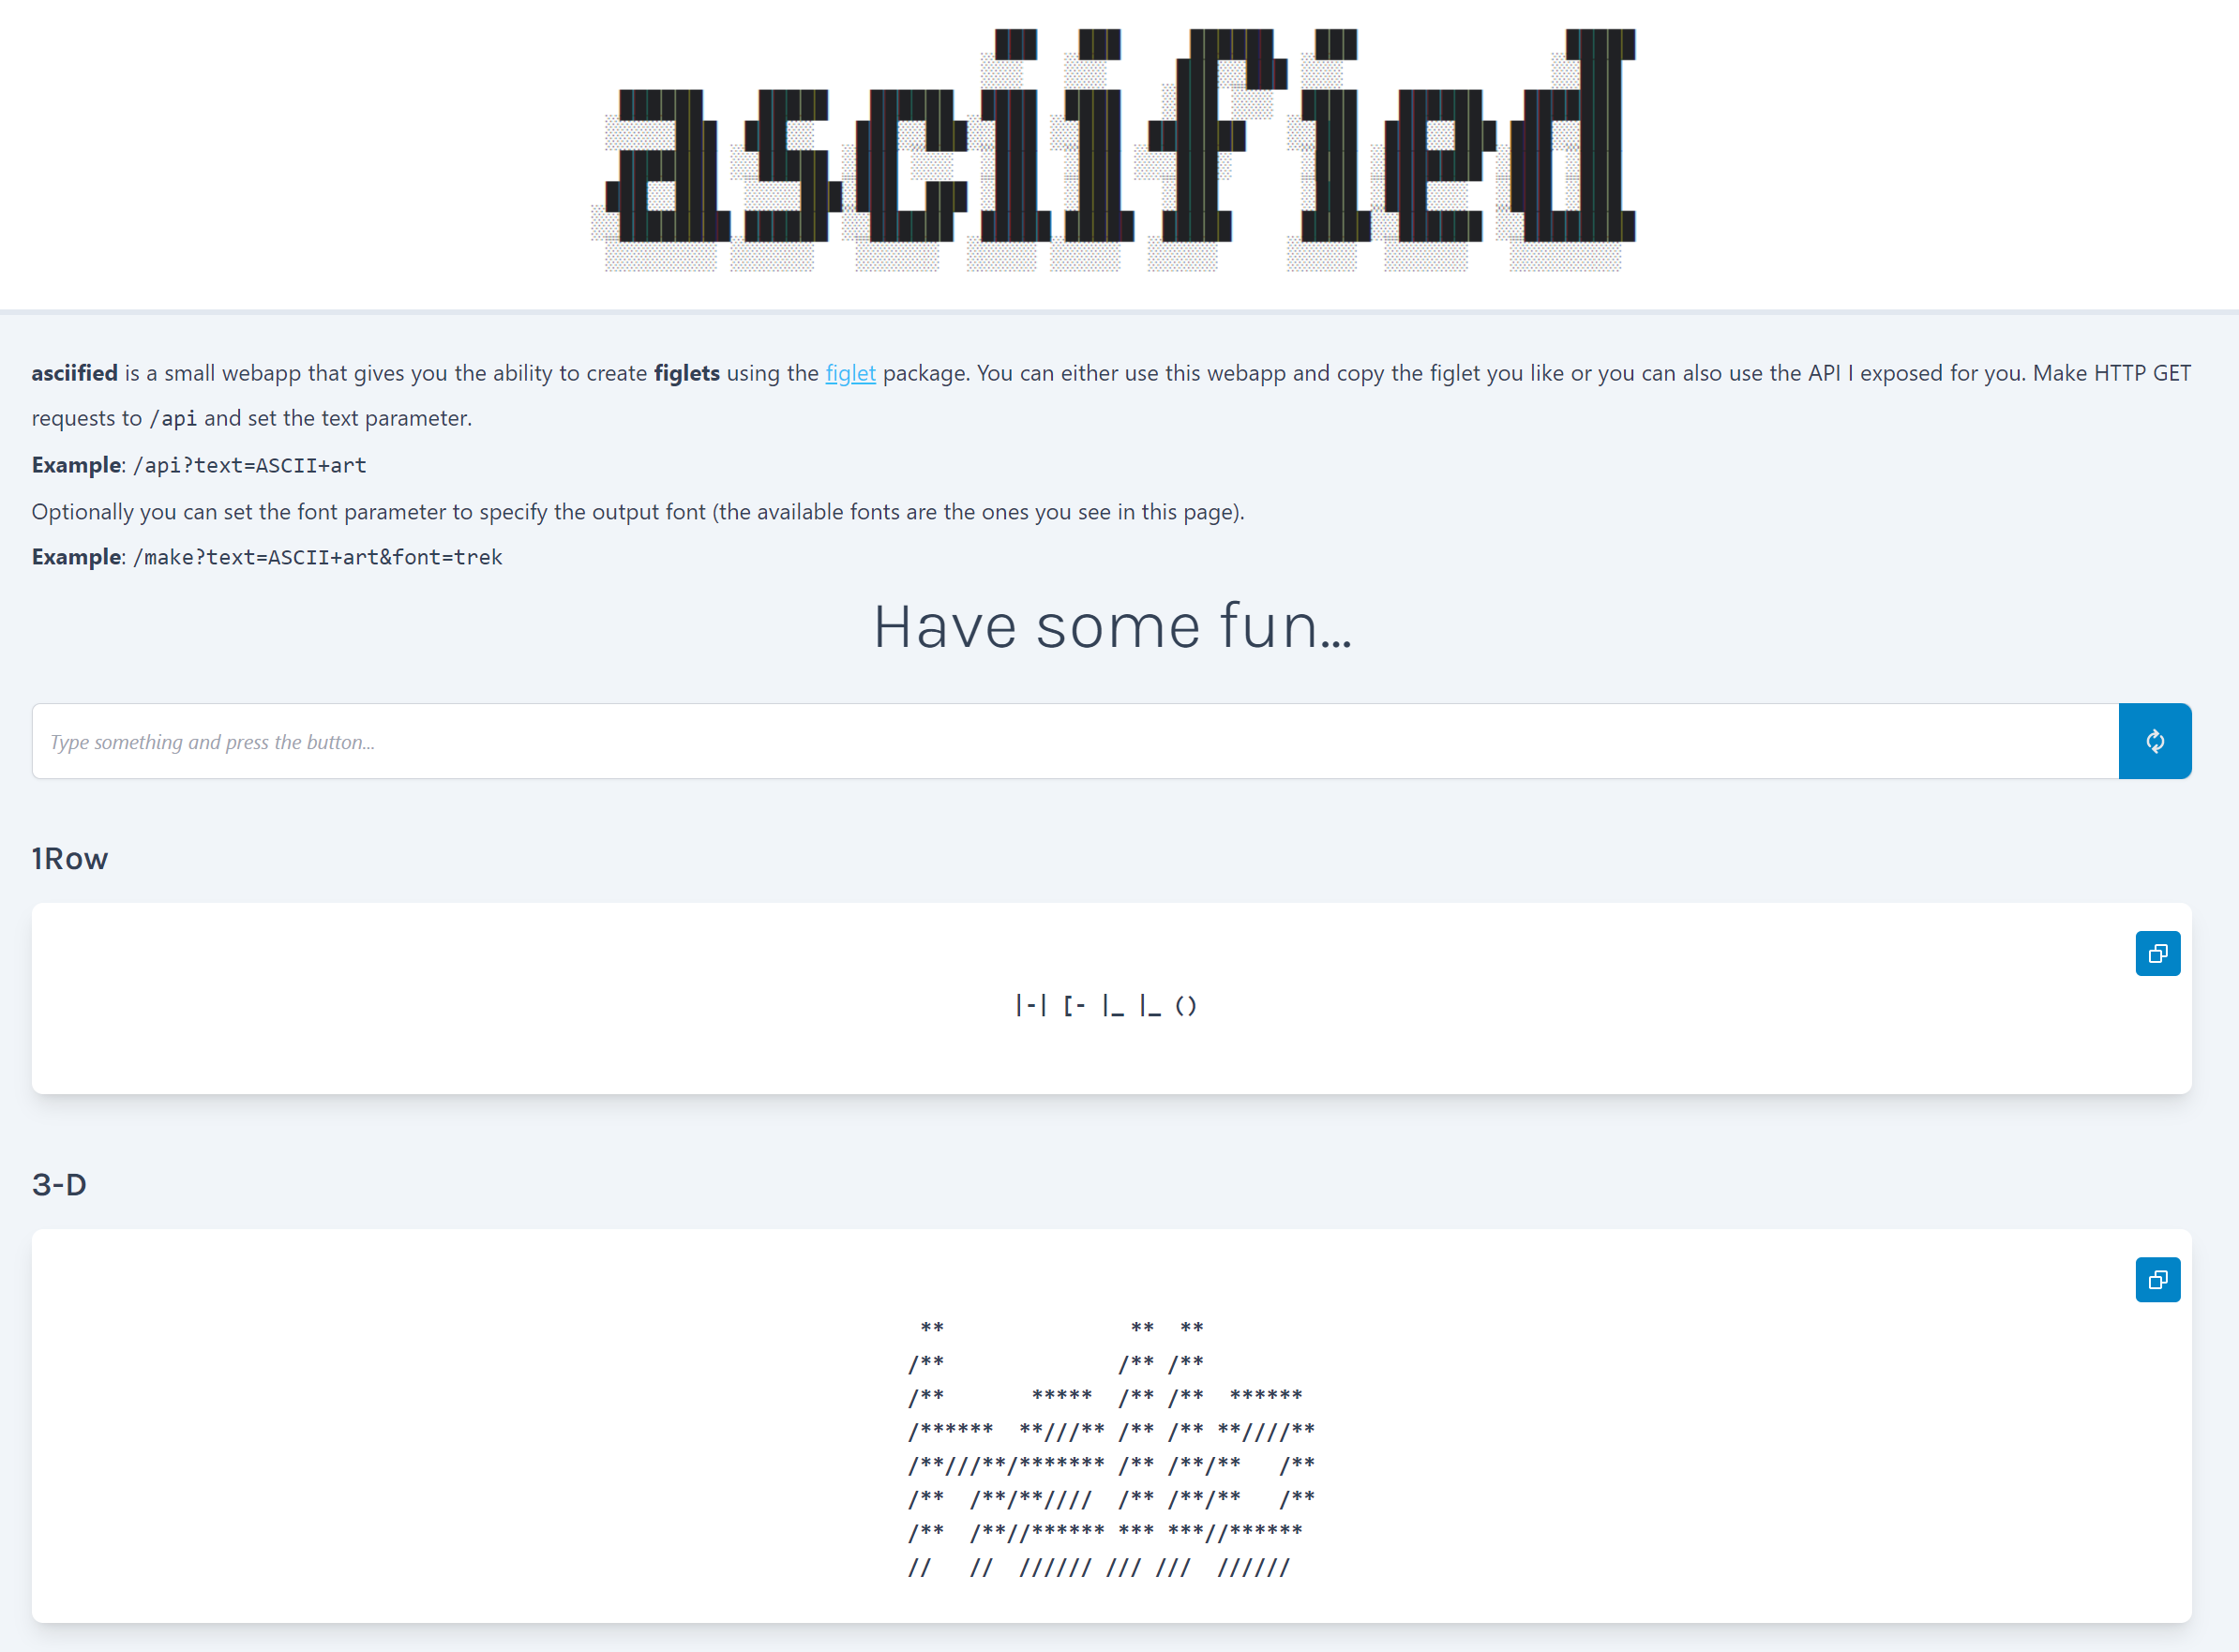 asciified
asciified is a small webapp that gives you the ability to create figlets using the figlet package. You can either use this webapp and copy the figlet you like or you can also use the API I exposed for you. Make HTTP GET
requests to /api and set the text parameter.
Example: /api?text=ASCII+art
Optionally you can set the font parameter to specify the output font (the available fonts are the ones you see in this page).
Example: /make?text=ASCII+art&font=trek
Have some fun...
Type something and press the button...
1Row
|-| [- |_ |_ ()
3-D
 **               **  **
/**              /** /**
/**       *****  /** /**  ******
/******  **///** /** /** **////**
/**///**/******* /** /**/**   /**
/**  /**/**////  /** /**/**   /**
/**  /**//****** *** ***//******
//   //  ////// /// ///  //////